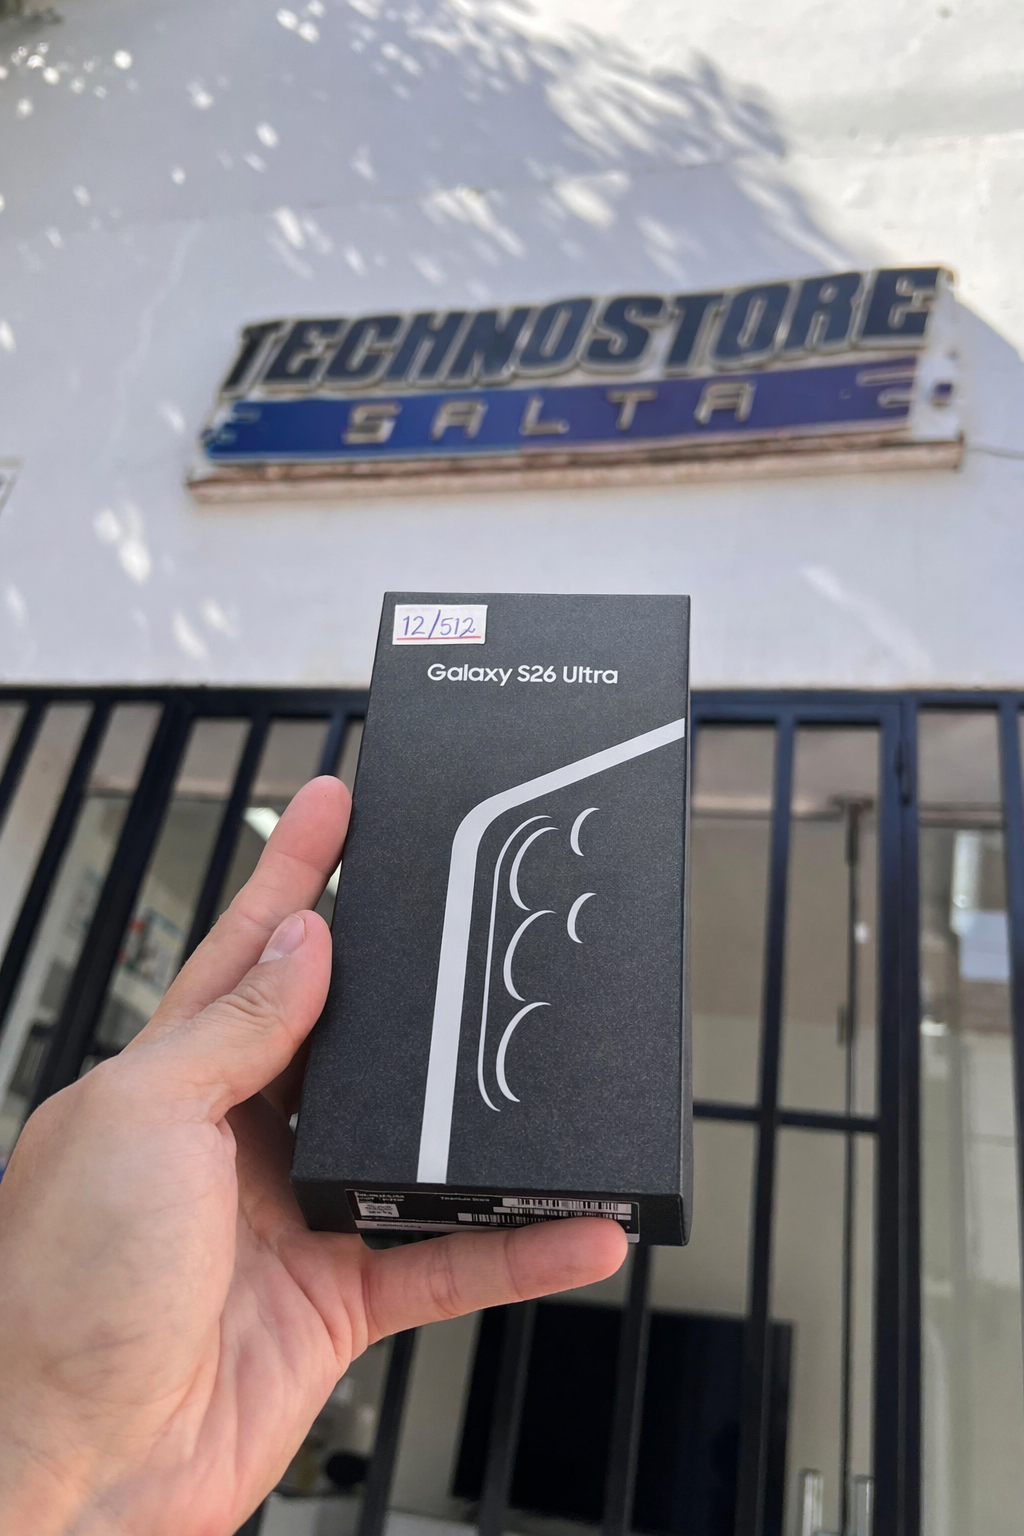 TECHNOSTORE
SALTA
12/512
Galaxy S26 Ultra